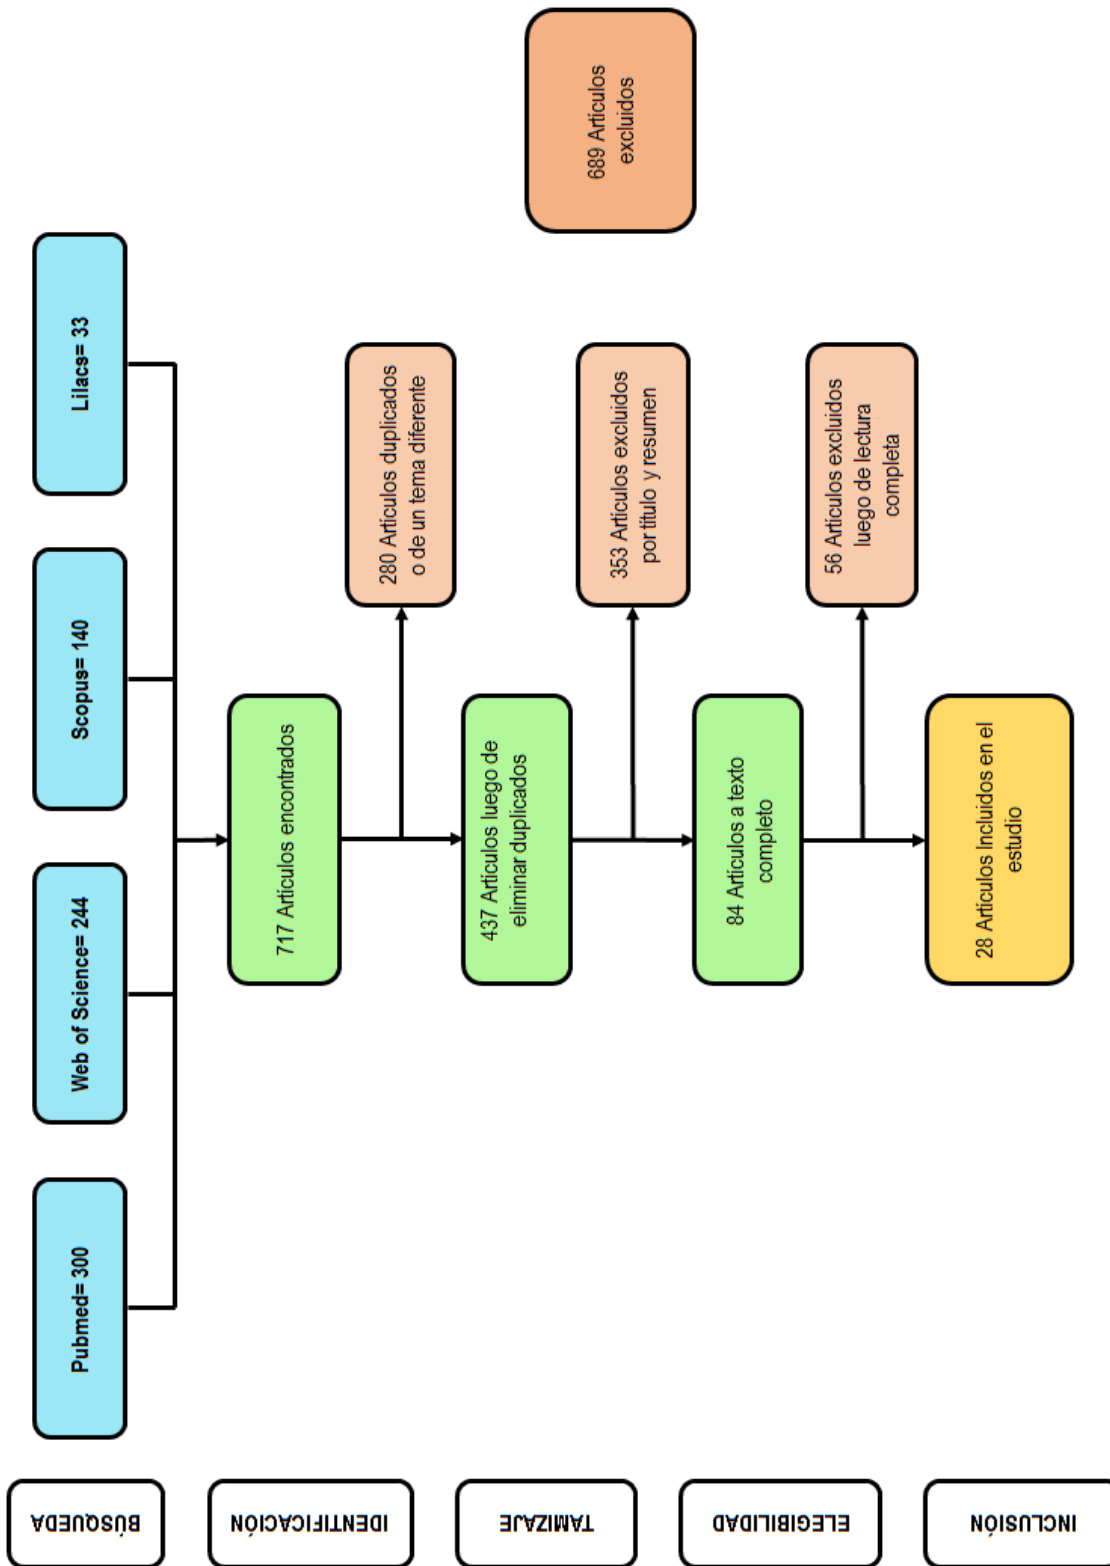 BÚSQUEDA
Pubmed= 300
Web of Science= 244
Scopus= 140
Lilacs= 33
IDENTIFICACIÓN
717 Artículos encontrados
280 Artículos duplicados
o de un tema diferente
TAMIZAJE
437 Artículos luego de
eliminar duplicados
353 Artículos excluidos
por título y resumen
689 Artículos
excluidos
ELEGIBILIDAD
84 Artículos a texto
completo
56 Artículos excluidos
luego de lectura
completa
INCLUSIÓN
28 Artículos Incluidos en el
estudio